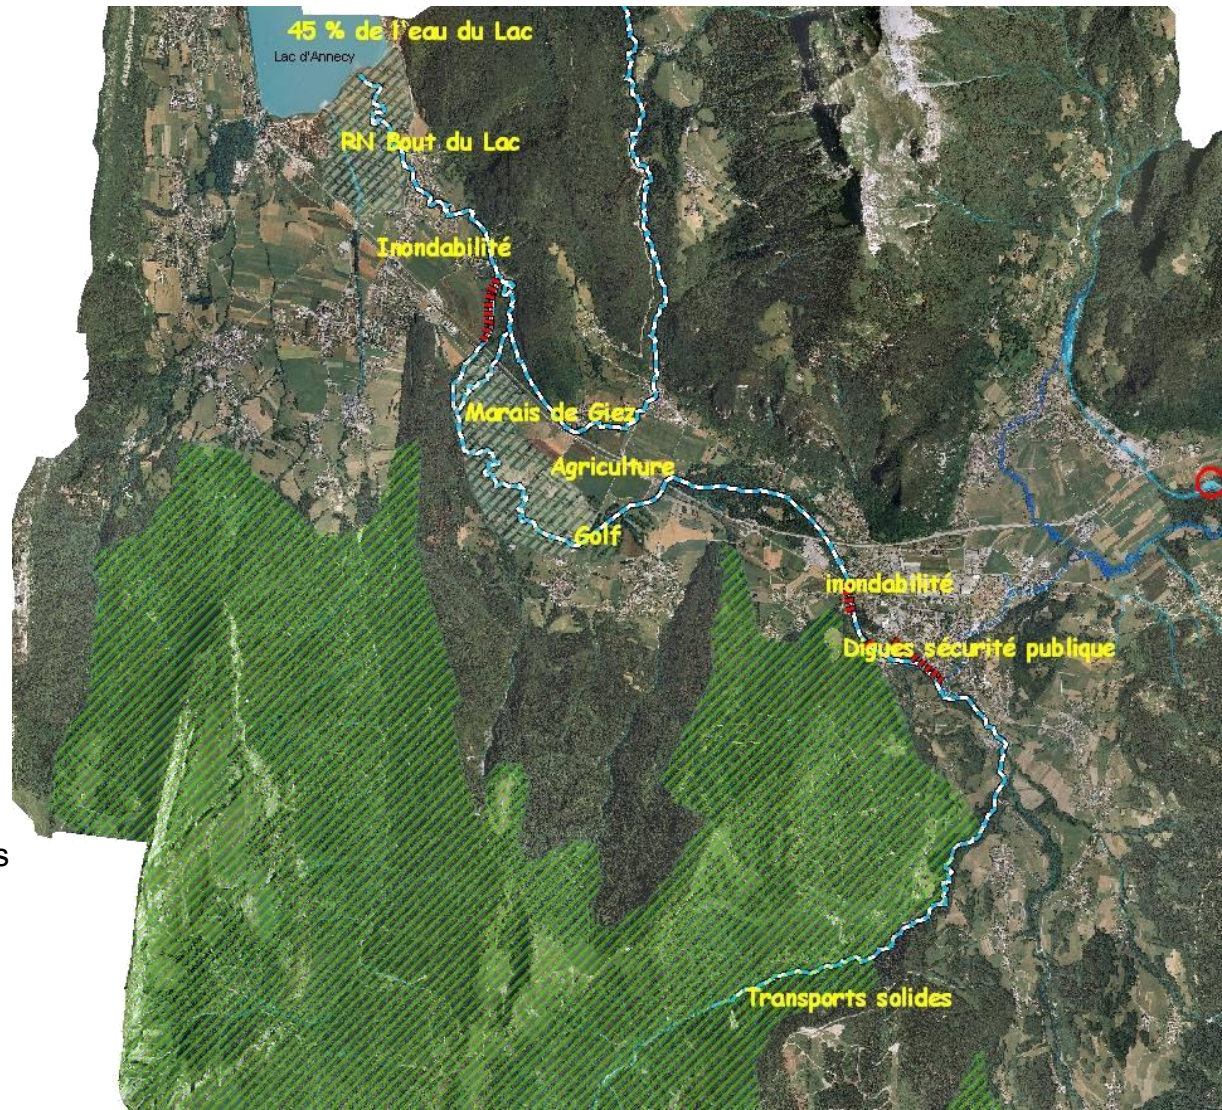 45 % de l'eau du Lac
Lac d'Annecy
RN Bout du Lac
Inondabilité
Marais de Giez
Agriculture
Golf
inondabilité
Digues sécurité publique
s
Transports solides